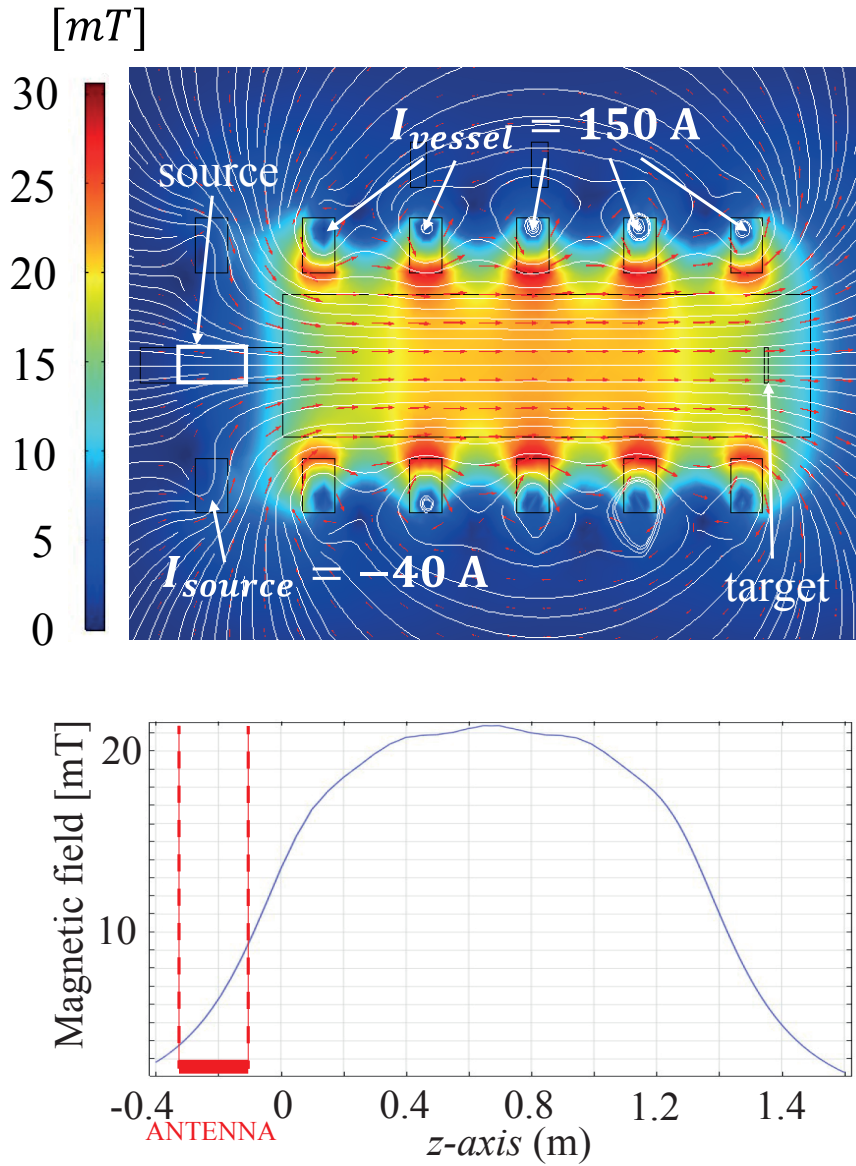 [mT]
30
25
20
15
10
5
0
source
I_vessel = 150 A
I_source = −40 A
target
Magnetic field [mT]
20
10
-0.4
0
0.4
0.8
1.2
1.6
ANTENNA
z-axis (m)